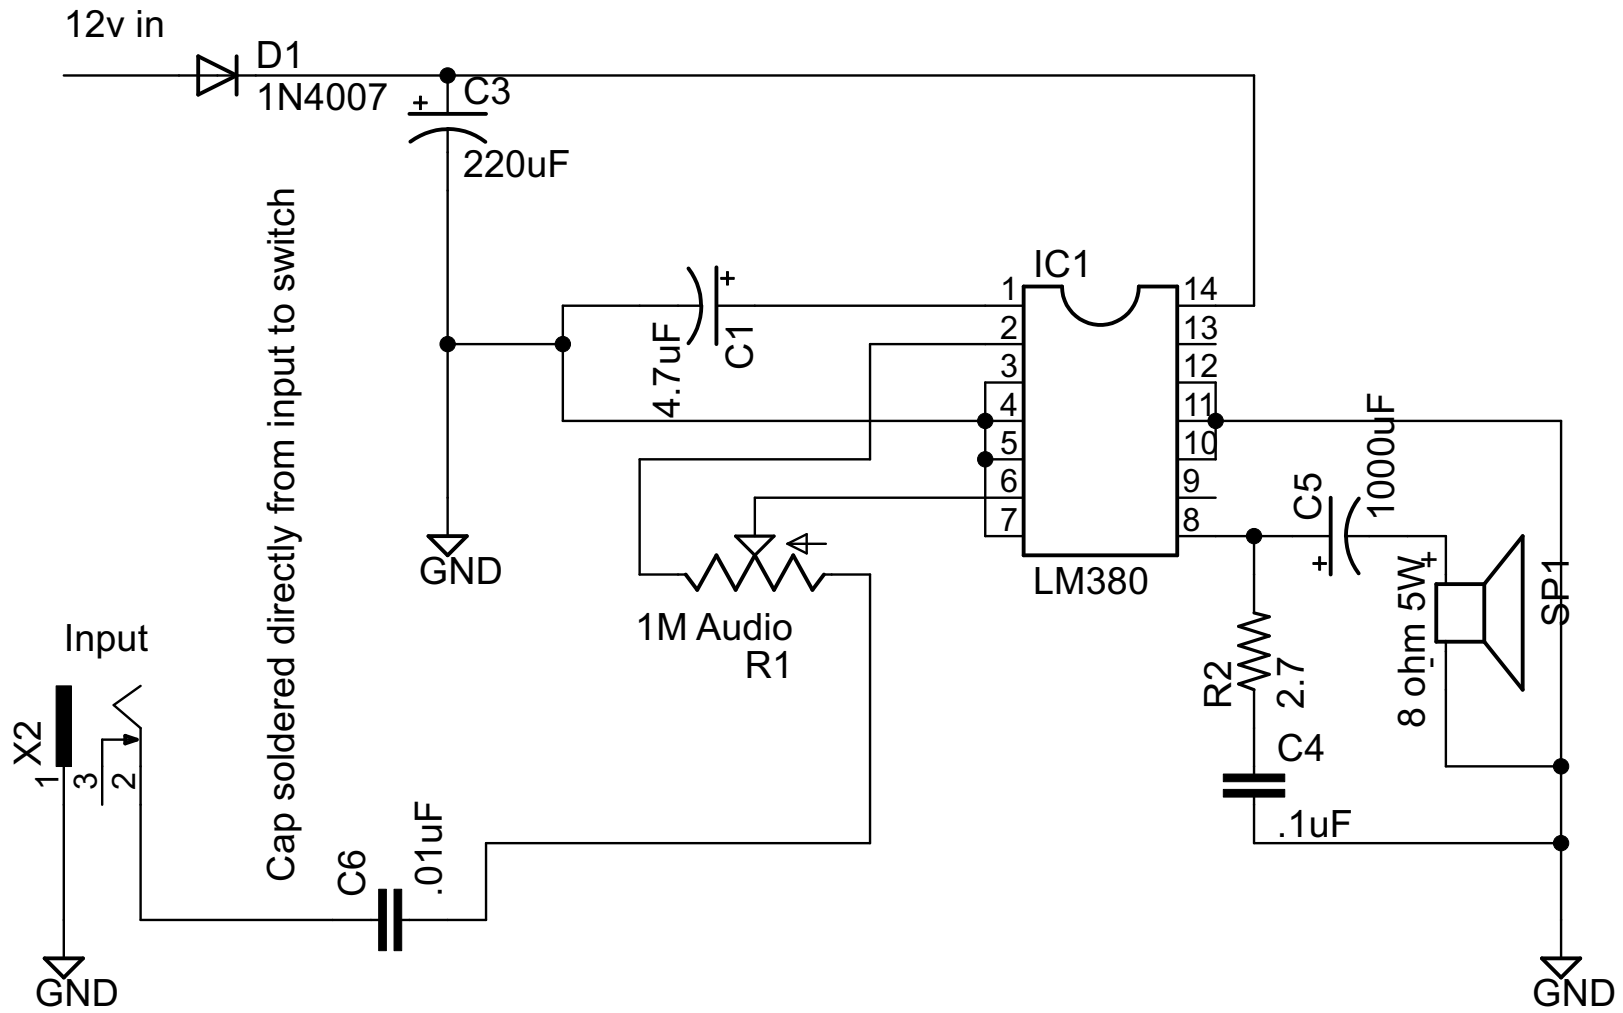 12v in
D1
1N4007
+
C3
220uF
Cap soldered directly from input to switch
GND
4.7uF
+
C1
IC1
1
2
3
4
5
6
7
14
13
12
11
10
9
8
LM380
1M Audio
R1
C5
+
1000uF
R2
2.7
C4
.1uF
8 ohm 5W
+
-
SP1
GND
Input
X2
1
3
2
GND
C6
.01uF